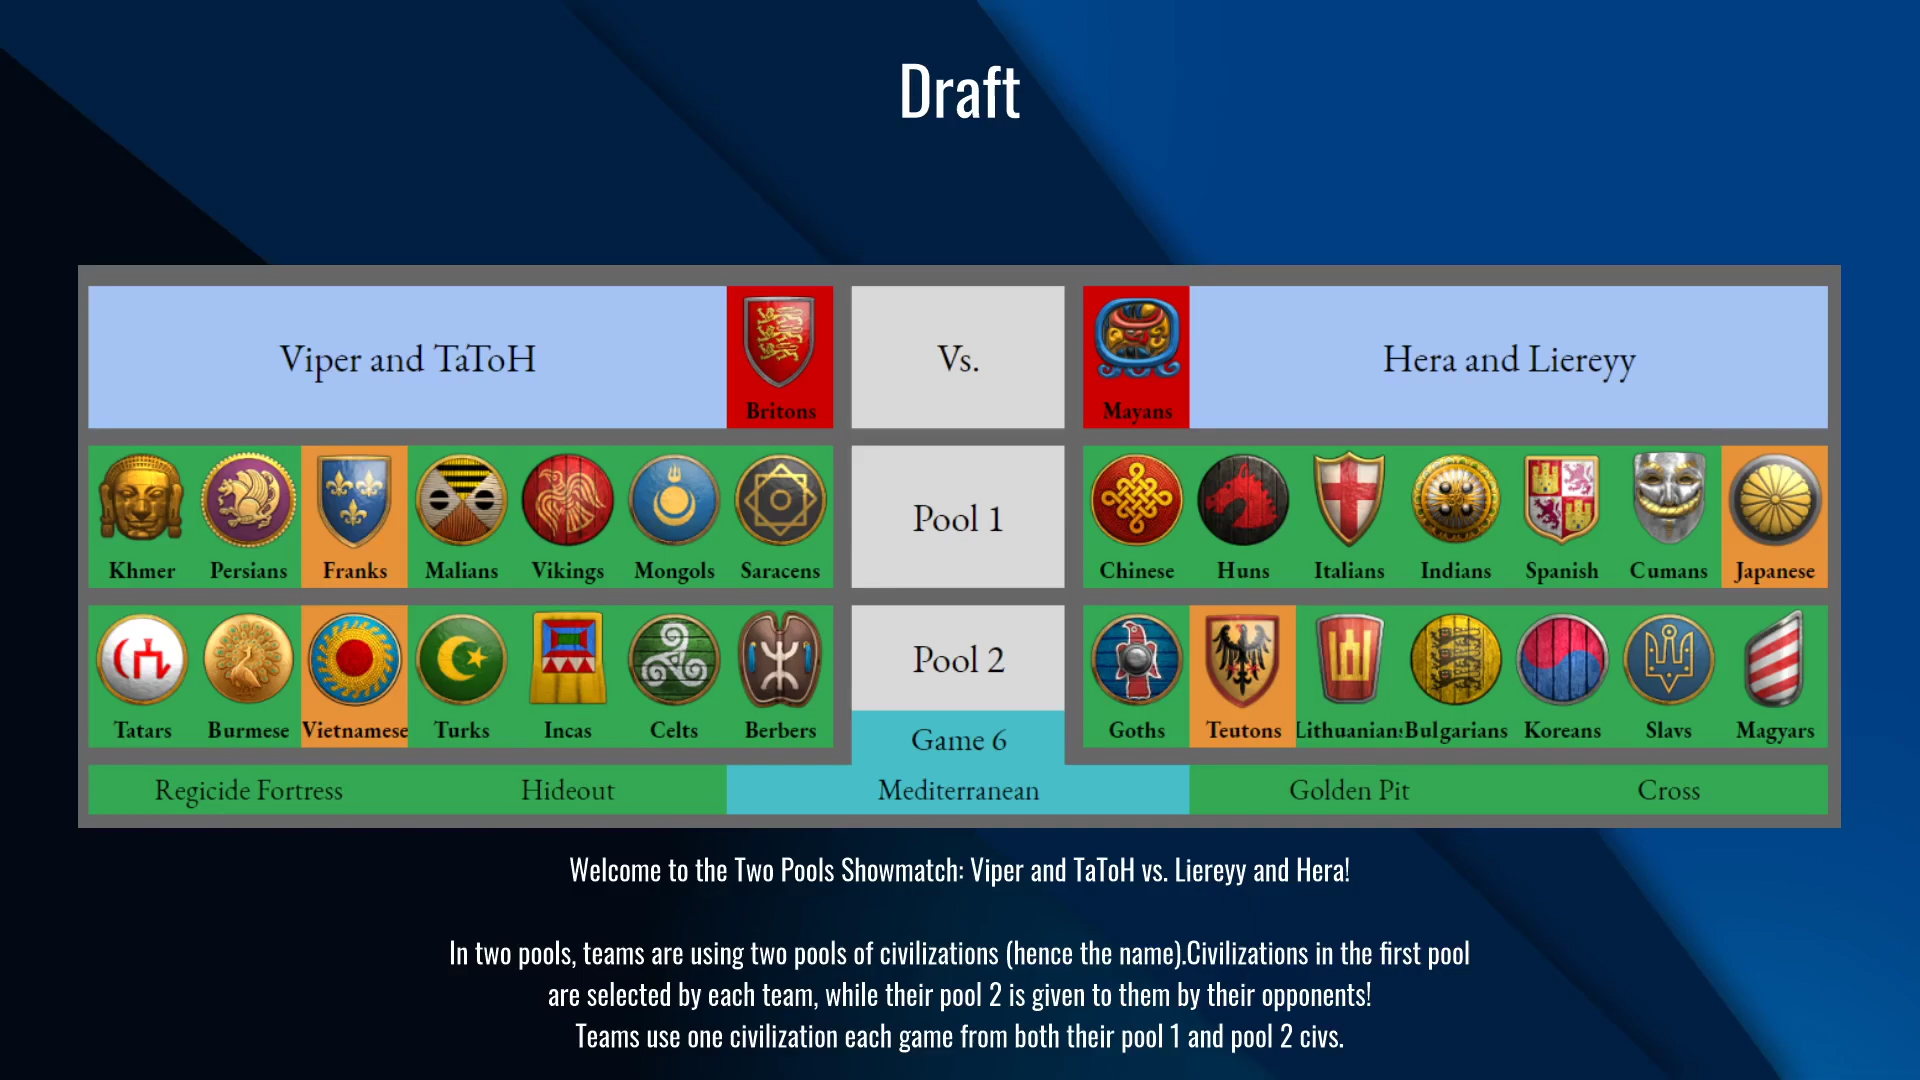 Draft
Viper and TaToH
Britons
Vs.
Mayans
Hera and Liereyy
Khmer Persians Franks Malians Vikings Mongols Saracens
Pool 1
Chinese Huns Italians Indians Spanish Cumans Japanese
Tatars Burmese Vietnamese Turks Incas Celts Berbers
Pool 2
Goths Teutons Lithuanians Bulgarians Koreans Slavs Magyars
Game 6
Regicide Fortress Hideout Mediterranean Golden Pit Cross
Welcome to the Two Pools Showmatch: Viper and TaToH vs. Liereyy and Hera!
In two pools, teams are using two pools of civilizations (hence the name).Civilizations in the first pool
are selected by each team, while their pool 2 is given to them by their opponents!
Teams use one civilization each game from both their pool 1 and pool 2 civs.